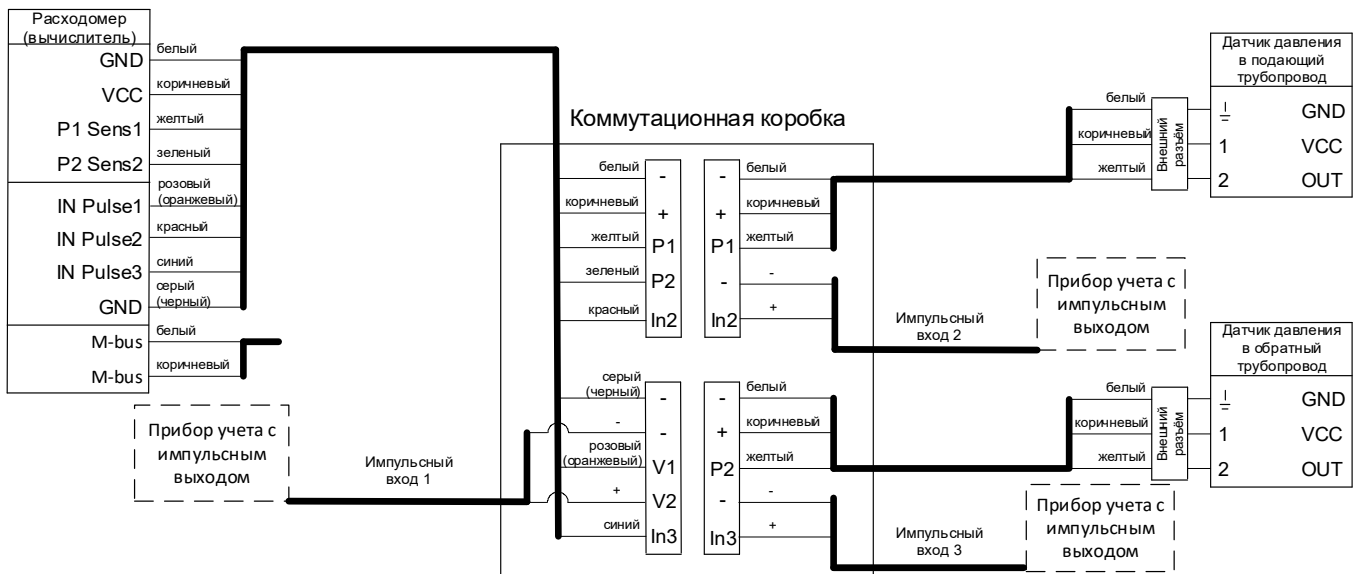 Расходомер
(вычислитель)
GND
белый
VCC
коричневый
P1 Sens1
желтый
P2 Sens2
зеленый
IN Pulse1
розовый
(оранжевый)
IN Pulse2
красный
IN Pulse3
синий
GND
серый
(черный)
M-bus
белый
M-bus
коричневый
Прибор учета с
импульсным
выходом
Импульсный
вход 1
Коммутационная коробка
белый
-
коричневый
+
желтый
P1
зеленый
P2
красный
In2
-
белый
+
коричневый
P1
желтый
-
-
In2
+
серый
(черный)
-
-
-
розовый
(оранжевый)
V1
+
V2
синий
In3
-
белый
+
коричневый
P2
желтый
-
-
In3
+
Импульсный
вход 2
Прибор учета с
импульсным
выходом
Импульсный
вход 3
Прибор учета с
импульсным
выходом
Датчик давления
в подающий
трубопровод
белый
коричневый
желтый
Внешний
разъём
GND
1 VCC
2 OUT
Датчик давления
в обратный
трубопровод
белый
коричневый
желтый
Внешний
разъём
GND
1 VCC
2 OUT